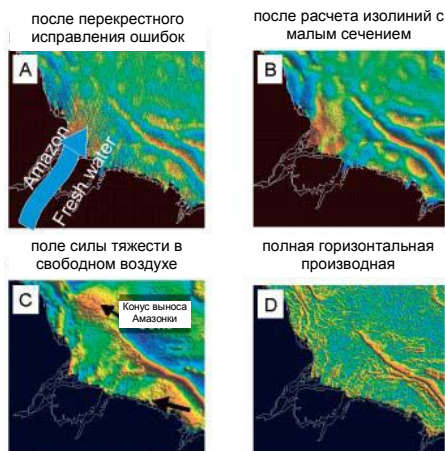 после перекрестного
исправления ошибок
A
Amazon
Fresh water
после расчета изолиний с
малым сечением
B
поле силы тяжести в
свободном воздухе
C
Конус выноса
Амазонки
полная горизонтальная
производная
D